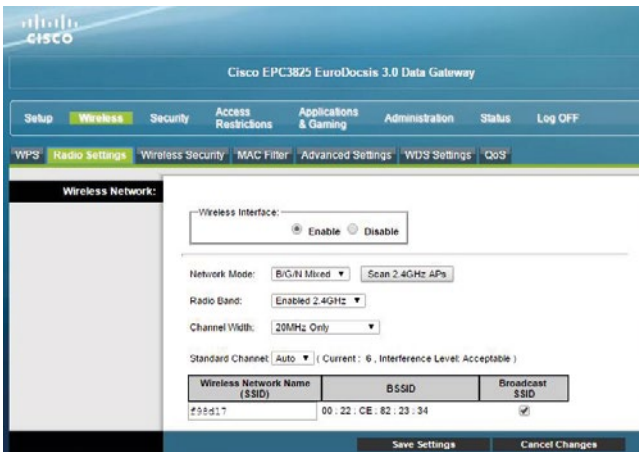 CISCO
Cisco EPC3825 EuroDocsis 3.0 Data Gateway
Setup Wireless Security Access Restrictions Applications & Gaming Administration Status Log OFF
WPS Radio Settings Wireless Security MAC Filter Advanced Settings WDS Settings QoS
Wireless Network:
Wireless Interface:
Enable Disable
Network Mode: B/G/N Mixed Scan 2.4GHz APs
Radio Band: Enabled 2.4GHz
Channel Width: 20MHz Only
Standard Channel: Auto ( Current : 6 , Interference Level: Acceptable )
Wireless Network Name (SSID) BSSID Broadcast SSID
f98d17 00 : 22 : CE : 82 : 23 : 34
Save Settings Cancel Changes